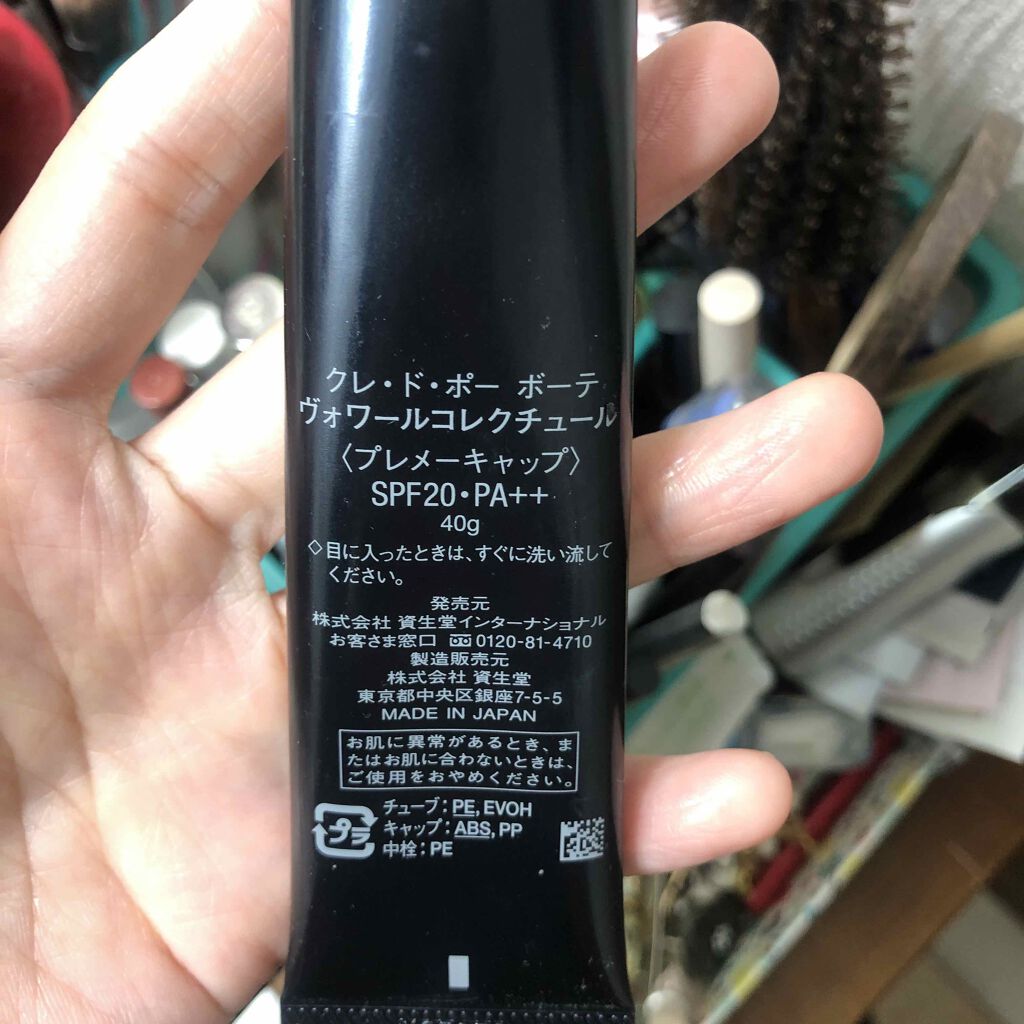 クレ・ド・ポー ボーテ
ヴォワールコレクチュール
〈プレメーキャップ〉
SPF20・PA++
40g
◇目に入ったときは、すぐに洗い流して
ください。
発売元
株式会社 資生堂インターナショナル
お客さま窓口 0120-81-4710
製造販売元
株式会社 資生堂
東京都中央区銀座7-5-5
MADE IN JAPAN
お肌に異常があるとき、ま
たはお肌に合わないときは、
ご使用をおやめください。
プラ
チューブ：PE, EVOH
キャップ：ABS, PP
中栓：PE